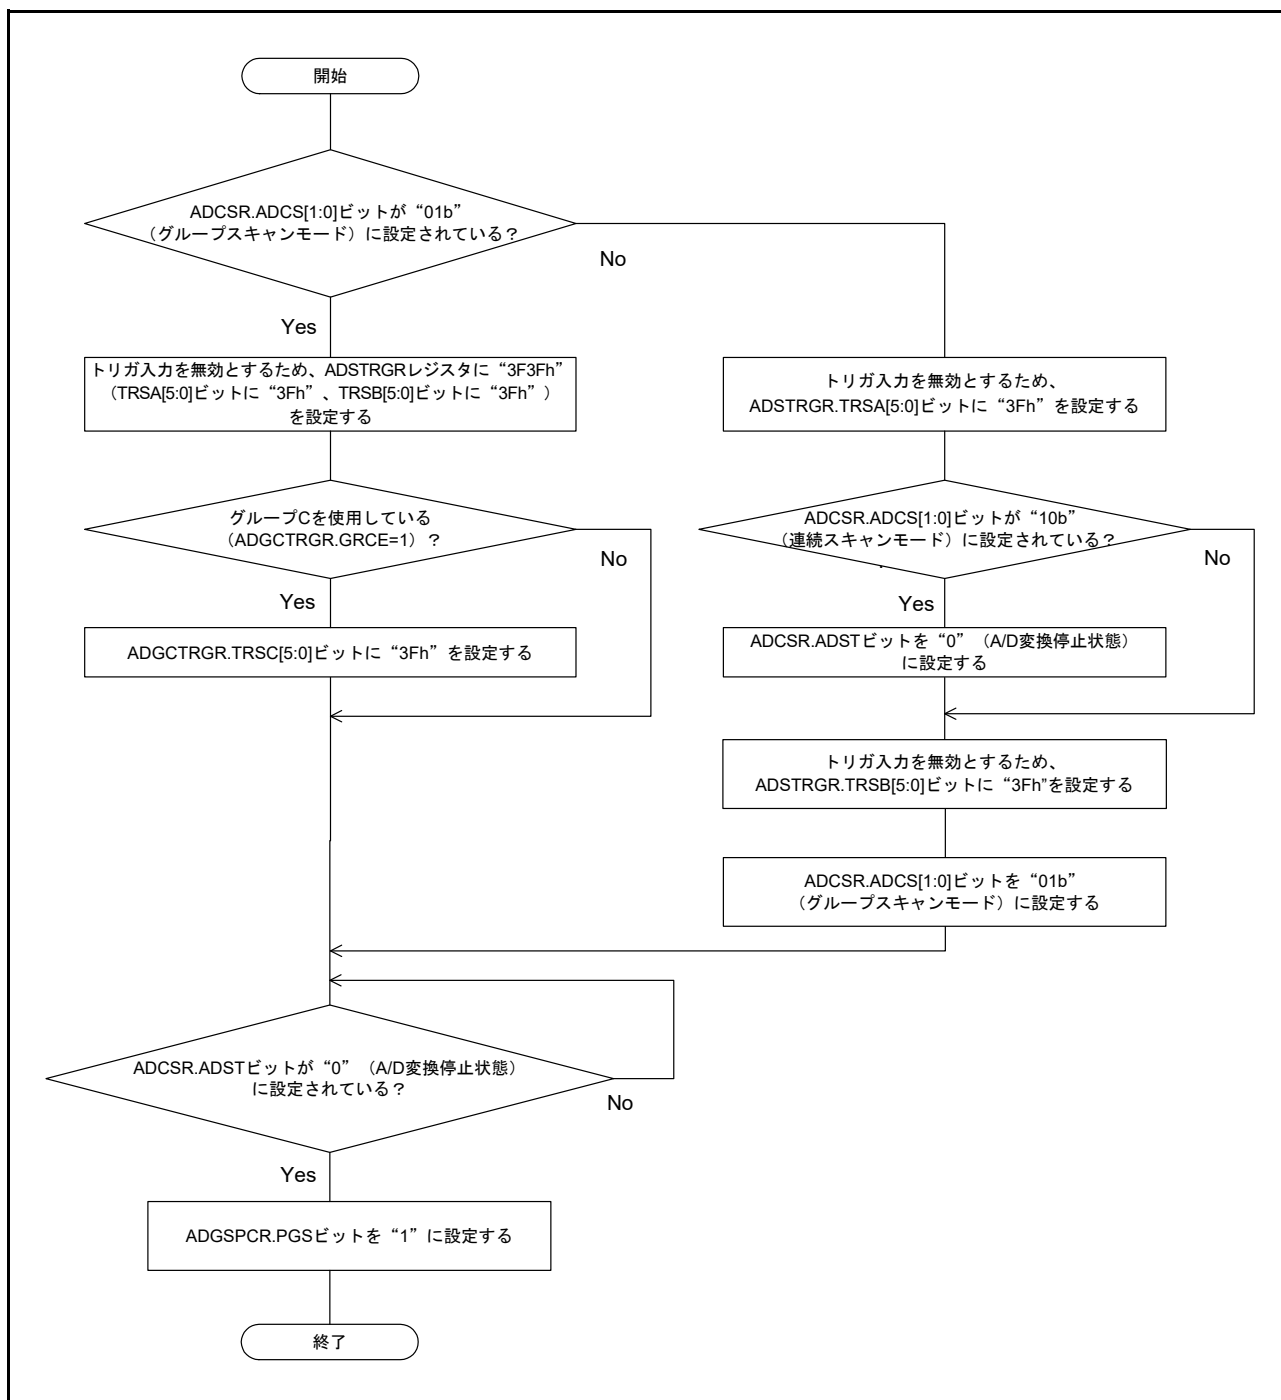 開始
ADCSR.ADCS[1:0]ビットが“01b”
（グループスキャンモード）に設定されている？
No
Yes
トリガ入力を無効とするため、ADSTRGRレジスタに“3F3Fh”
（TRSA[5:0]ビットに“3Fh”、TRSB[5:0]ビットに“3Fh”）
を設定する
トリガ入力を無効とするため、
ADSTRGR.TRSA[5:0]ビットに“3Fh”を設定する
グループCを使用している
（ADGCTRGR.GRCE=1）？
No
Yes
ADCSR.ADCS[1:0]ビットが“10b”
（連続スキャンモード）に設定されている？
No
Yes
ADGCTRGR.TRSC[5:0]ビットに“3Fh”を設定する
ADCSR.ADSTビットを“0”（A/D変換停止状態）
に設定する
トリガ入力を無効とするため、
ADSTRGR.TRSB[5:0]ビットに“3Fh”を設定する
ADCSR.ADCS[1:0]ビットを“01b”
（グループスキャンモード）に設定する
ADCSR.ADSTビットが“0”（A/D変換停止状態）
に設定されている？
No
Yes
ADGSPCR.PGSビットを“1”に設定する
終了